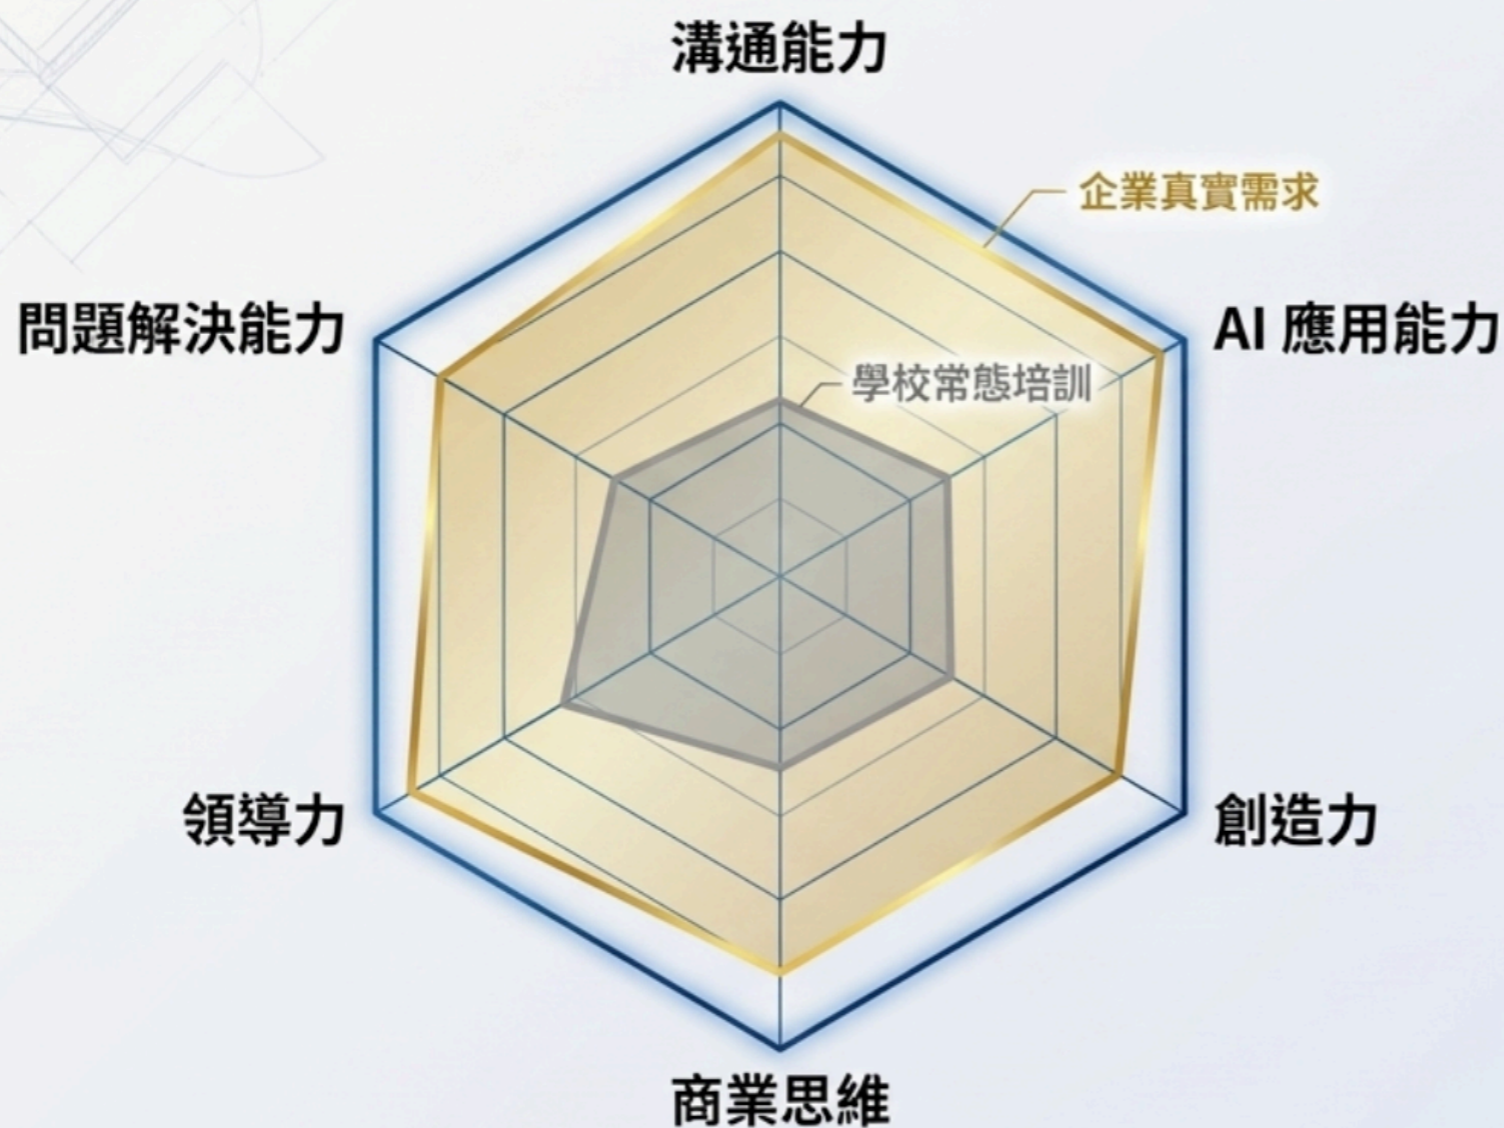 溝通能力
企業真實需求
問題解決能力
AI 應用能力
學校常態培訓
領導力
創造力
商業思維